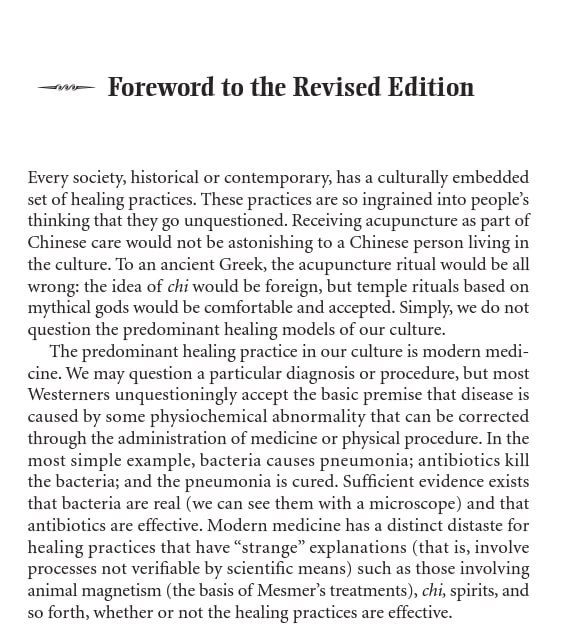 Foreword to the Revised Edition
Every society, historical or contemporary, has a culturally embedded
set of healing practices. These practices are so ingrained into people’s
thinking that they go unquestioned. Receiving acupuncture as part of
Chinese care would not be astonishing to a Chinese person living in
the culture. To an ancient Greek, the acupuncture ritual would be all
wrong: the idea of chi would be foreign, but temple rituals based on
mythical gods would be comfortable and accepted. Simply, we do not
question the predominant healing models of our culture.
The predominant healing practice in our culture is modern medi-
cine. We may question a particular diagnosis or procedure, but most
Westerners unquestioningly accept the basic premise that disease is
caused by some physiochemical abnormality that can be corrected
through the administration of medicine or physical procedure. In the
most simple example, bacteria causes pneumonia; antibiotics kill
the bacteria; and the pneumonia is cured. Sufficient evidence exists
that bacteria are real (we can see them with a microscope) and that
antibiotics are effective. Modern medicine has a distinct distaste for
healing practices that have “strange” explanations (that is, involve
processes not verifiable by scientific means) such as those involving
animal magnetism (the basis of Mesmer’s treatments), chi, spirits, and
so forth, whether or not the healing practices are effective.